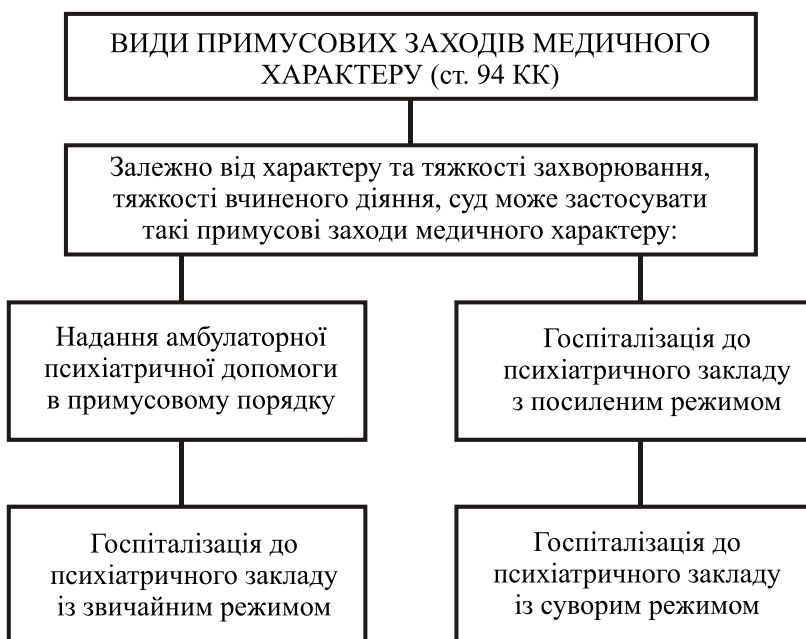 ВИДИ ПРИМУСОВИХ ЗАХОДІВ МЕДИЧНОГО
ХАРАКТЕРУ (ст. 94 КК)
Залежно від характеру та тяжкості захворювання,
тяжкості вчиненого діяння, суд може застосувати
такі примусові заходи медичного характеру:
Надання амбулаторної
психіатричної допомоги
в примусовому порядку
Госпіталізація до
психіатричного закладу
з посиленим режимом
Госпіталізація до
психіатричного закладу
із звичайним режимом
Госпіталізація до
психіатричного закладу
із суворим режимом